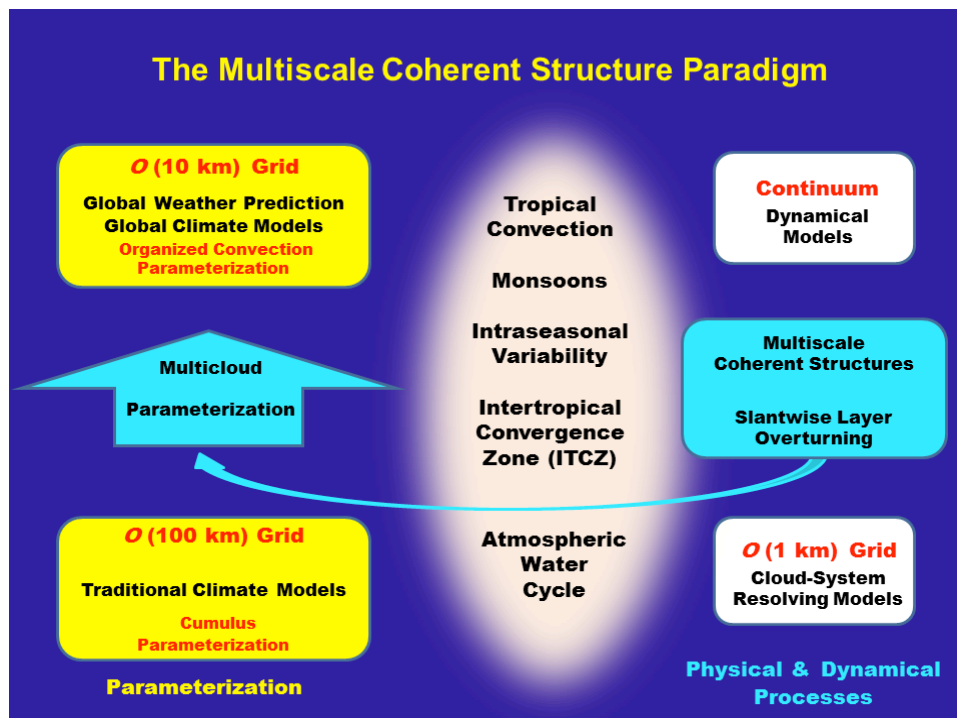 The Multiscale Coherent Structure Paradigm
O (10 km) Grid
Global Weather Prediction
Global Climate Models
Organized Convection
Parameterization
Multicloud
Parameterization
O (100 km) Grid
Traditional Climate Models
Cumulus
Parameterization
Parameterization
Tropical
Convection
Monsoons
Intraseasonal
Variability
Intertropical
Convergence
Zone (ITCZ)
Atmospheric
Water
Cycle
Continuum
Dynamical
Models
Multiscale
Coherent Structures
Slantwise Layer
Overturning
O (1 km) Grid
Cloud-System
Resolving Models
Physical & Dynamical
Processes